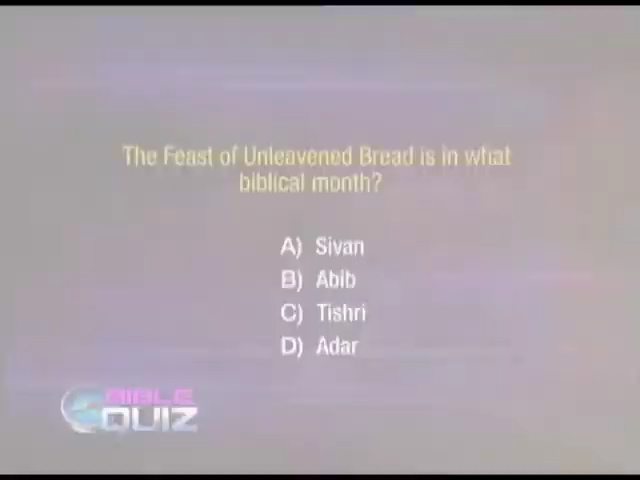 The Feast of Unleavened Bread is in what
biblical month?
A) Sivan
B) Abib
C) Tishri
D) Adar
BIBLE
QUIZ